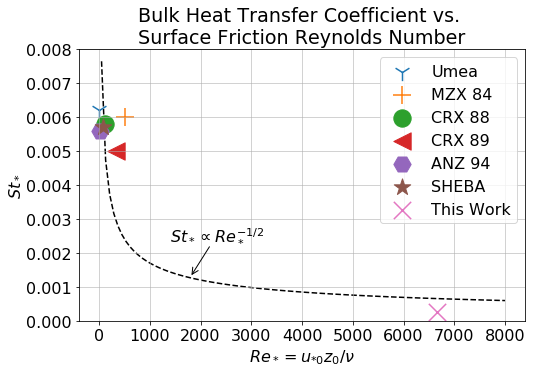 Bulk Heat Transfer Coefficient vs.
Surface Friction Reynolds Number
0.008
0.007
0.006
0.005
0.004
0.003
0.002
0.001
0.000
St*
Umea
MZX 84
CRX 88
CRX 89
ANZ 94
SHEBA
This Work
St* ∝ Re*^{-1/2}
0 1000 2000 3000 4000 5000 6000 7000 8000
Re* = u*0z0/ν